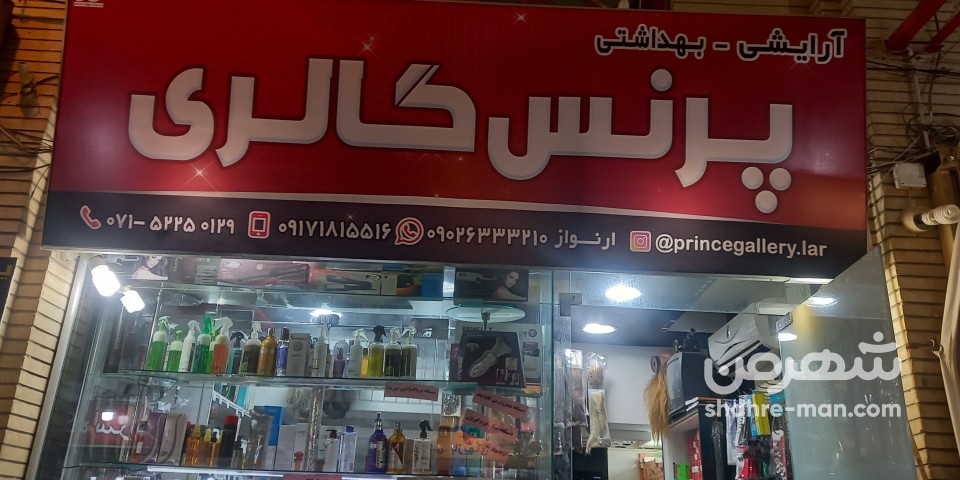 آرایشی - بهداشتی
پرنس گالری
۰۷۱-۵۲۲۵۰۱۲۹ ۰۹۱۷۱۸۱۵۵۱۶ ۰۹۰۲۶۳۳۳۲۱۰ ارنواز @princegallery.lar
شهرمن
shahre-man.com